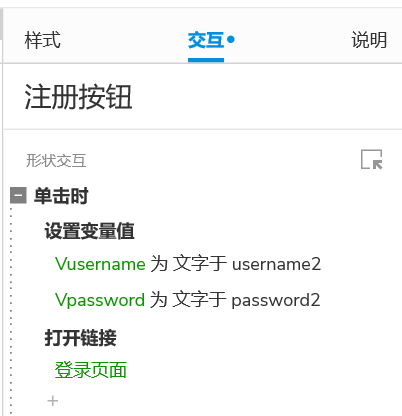 样式 交互 说明
注册按钮
形状交互
单击时
设置变量值
Vusername 为 文字于 username2
Vpassword 为 文字于 password2
打开链接
登录页面